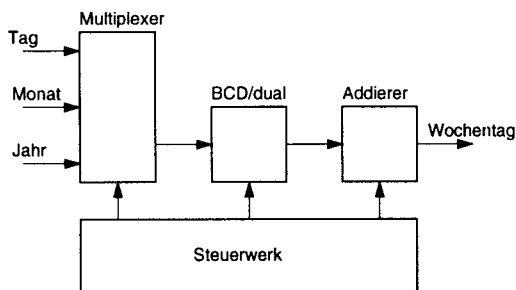 Multiplexer
Tag
Monat
Jahr
BCD/dual
Addierer
Wochentag
Steuerwerk